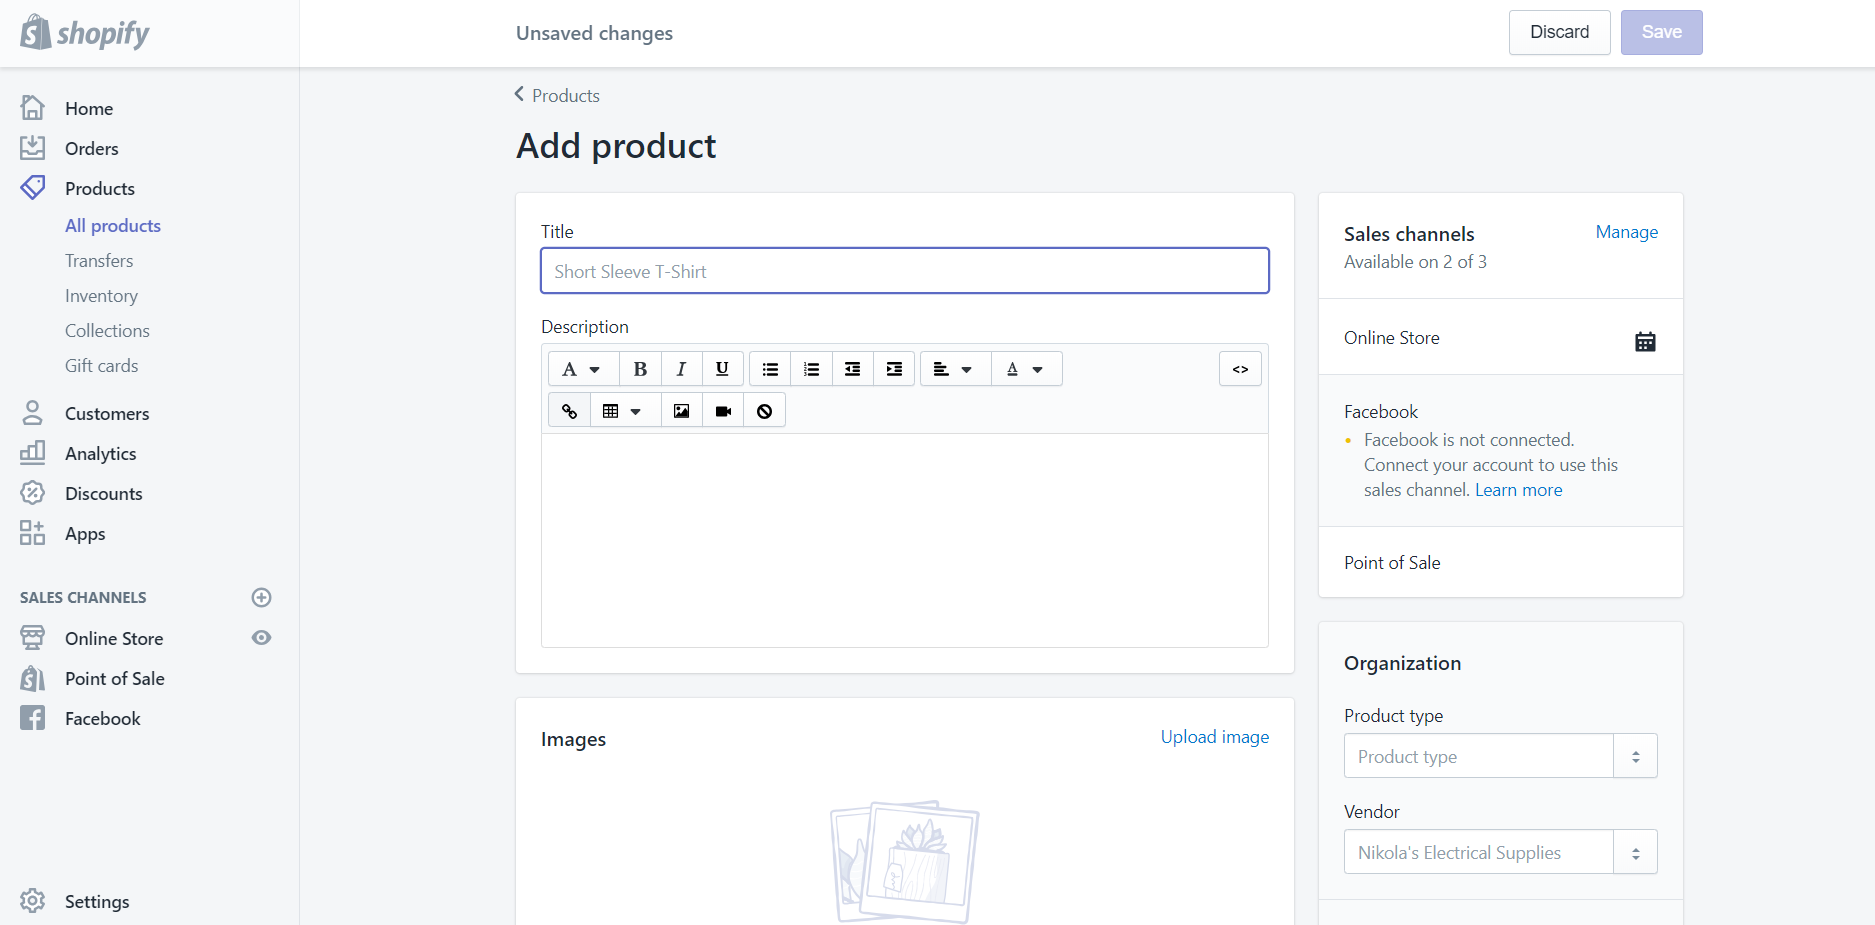 shopify
Unsaved changes
Discard
Save
Home
Orders
Products
All products
Transfers
Inventory
Collections
Gift cards
Customers
Analytics
Discounts
Apps
SALES CHANNELS
Online Store
Point of Sale
Facebook
Settings
Products
Add product
Title
Short Sleeve T-Shirt
Description
A B I U A <>
Images
Upload image
Sales channels
Manage
Available on 2 of 3
Online Store
Facebook
• Facebook is not connected.
Connect your account to use this
sales channel. Learn more
Point of Sale
Organization
Product type
Product type
Vendor
Nikola's Electrical Supplies